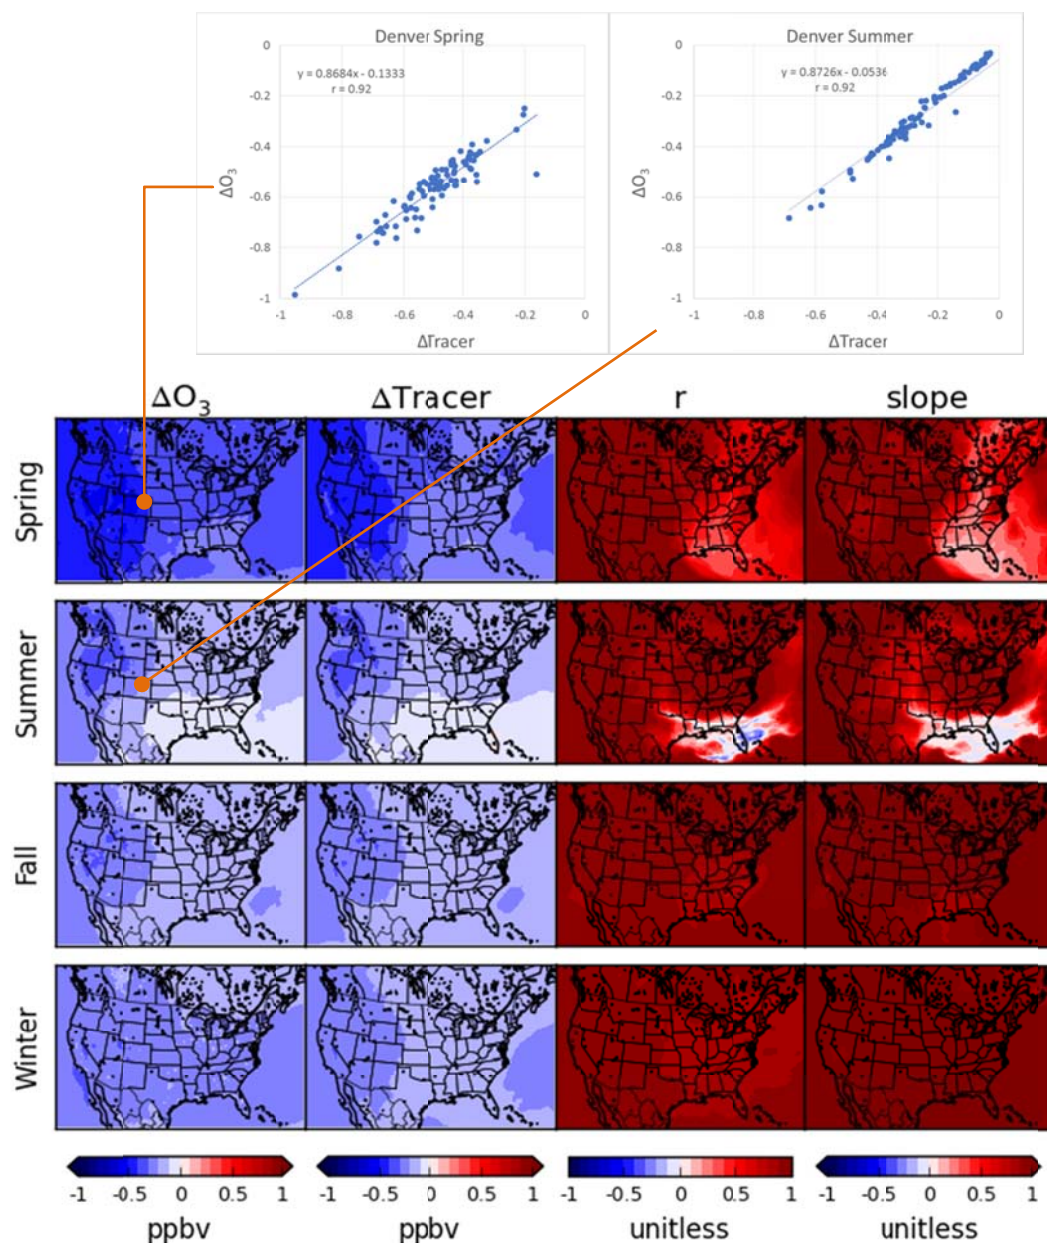 Denver Spring
y = 0.8684x - 0.1333
r = 0.92
0
-0.2
-0.4
-0.6
-0.8
-1
ΔO3
-1
-0.8
-0.6
-0.4
-0.2
0
ΔTracer
Denver Summer
y = 0.8726x - 0.0536
r = 0.92
0
-0.2
-0.4
-0.6
-0.8
-1
ΔO3
-1
-0.8
-0.6
-0.4
-0.2
0
ΔTracer
ΔO3
ΔTracer
r
slope
Spring
Summer
Fall
Winter
-1 -0.5 0 0.5 1
ppbv
-1 -0.5 0 0.5 1
ppbv
-1 -0.5 0 0.5 1
unitless
-1 -0.5 0 0.5 1
unitless